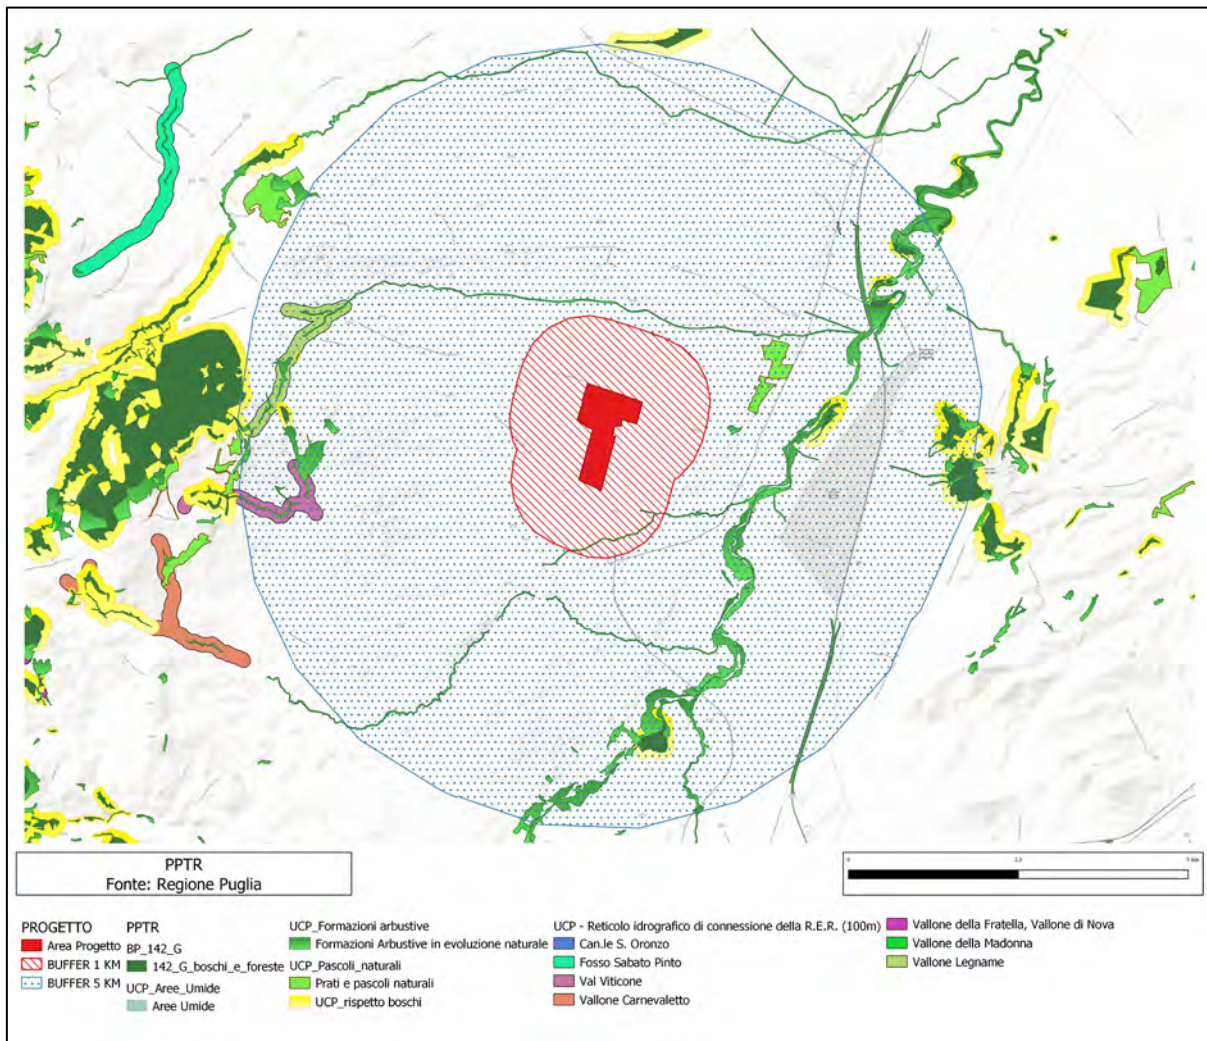 PPTR
Fonte: Regione Puglia
PROGETTO
Area Progetto
BUFFER 1 KM
BUFFER 5 KM
PPTR
BP_142_G
142_G_boschi_e_foreste
UCP_Aree_Umide
Aree Umide
UCP_Formazioni arbustive
Formazioni Arbustive in evoluzione naturale
UCP_Pascoli_naturali
Prati e pascoli naturali
UCP_rispetto boschi
UCP - Reticolo idrografico di connessione della R.E.R. (100m)
Can.le S. Oronzo
Fosso Sabato Pinto
Val Viticone
Vallone Carnevaletto
Vallone della Fratella, Vallone di Nova
Vallone della Madonna
Vallone Legname